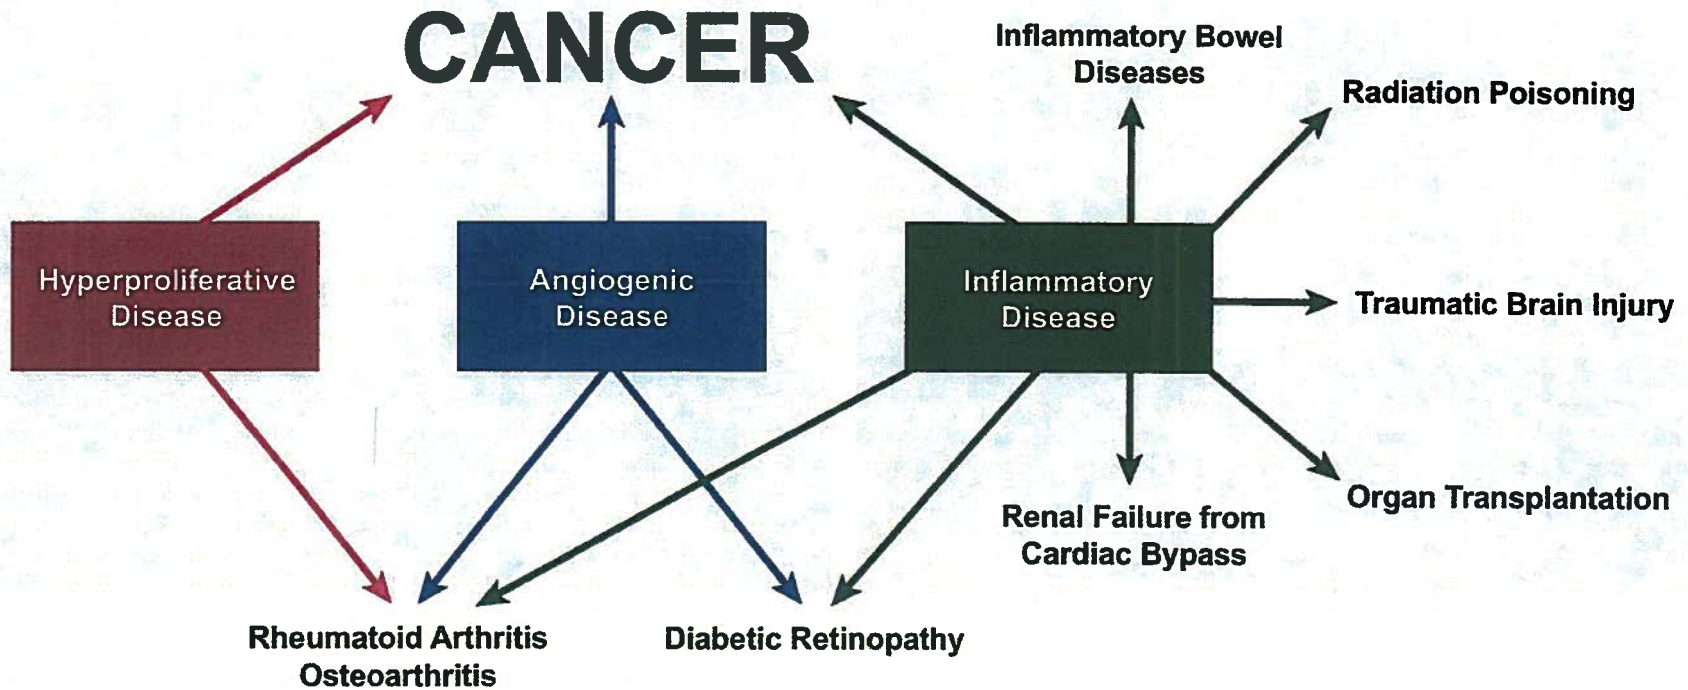 CANCER
Inflammatory Bowel
Diseases
Radiation Poisoning
Hyperproliferative
Disease
Angiogenic
Disease
Inflammatory
Disease
Traumatic Brain Injury
Organ Transplantation
Renal Failure from
Cardiac Bypass
Rheumatoid Arthritis
Osteoarthritis
Diabetic Retinopathy